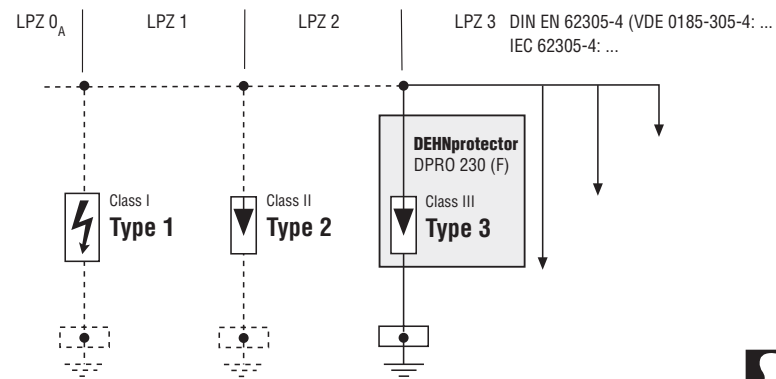 LPZ 0A LPZ 1 LPZ 2 LPZ 3 DIN EN 62305-4 (VDE 0185-305-4: ...
IEC 62305-4: ...
DEHNprotector
DPRO 230 (F)
Class I Class II Class III
Type 1 Type 2 Type 3